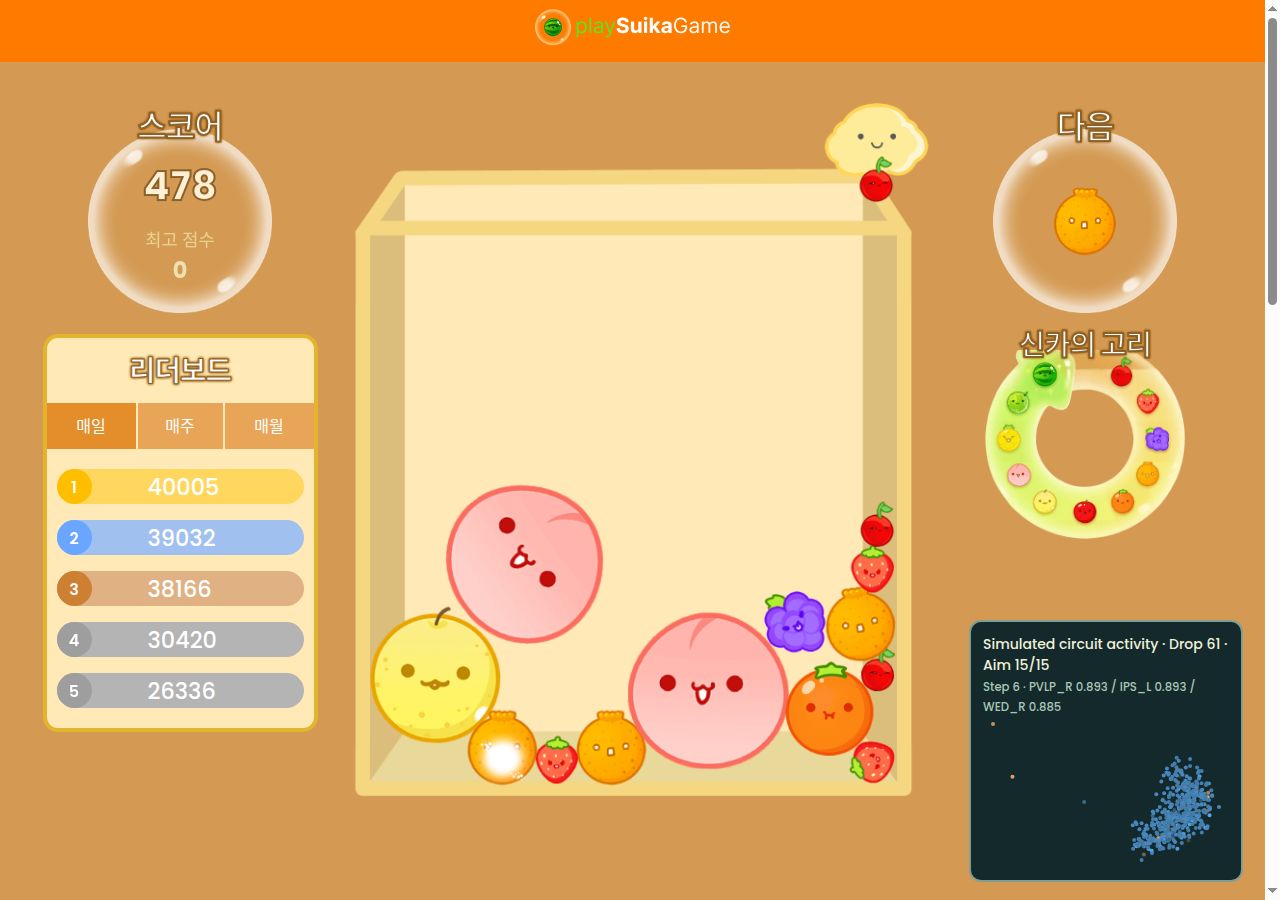 playSuikaGame
스코어
478
최고 점수
0
리더보드
매일 매주 매월
1 40005
2 39032
3 38166
4 30420
5 26336
다음
신카의 고리
Simulated circuit activity · Drop 61 ·
Aim 15/15
Step 6 · PVLP_R 0.893 / IPS_L 0.893 /
WED_R 0.885